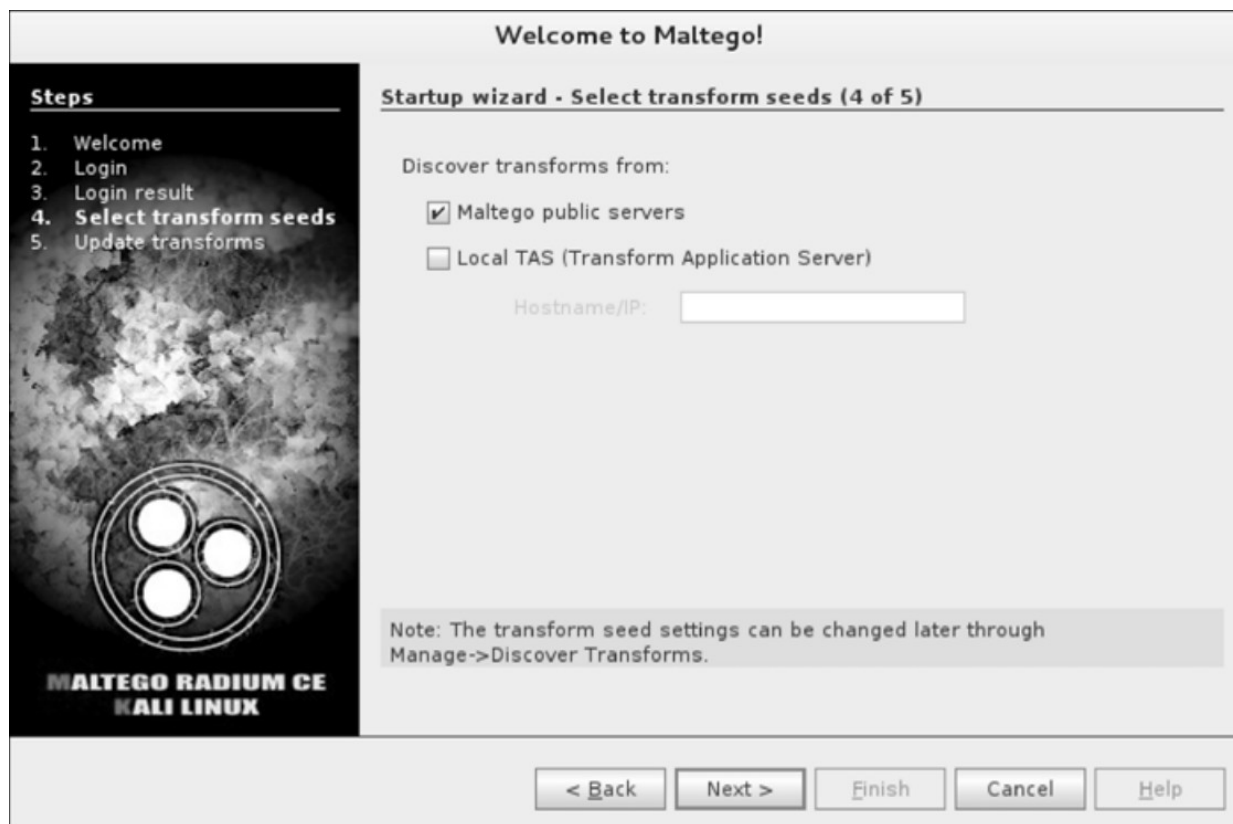 Welcome to Maltego!
Steps
1. Welcome
2. Login
3. Login result
4. Select transform seeds
5. Update transforms
MALTEGO RADIUM CE
KALI LINUX
Startup wizard - Select transform seeds (4 of 5)
Discover transforms from:
Maltego public servers
Local TAS (Transform Application Server)
Hostname/IP:
Note: The transform seed settings can be changed later through
Manage->Discover Transforms.
< Back Next > Finish Cancel Help